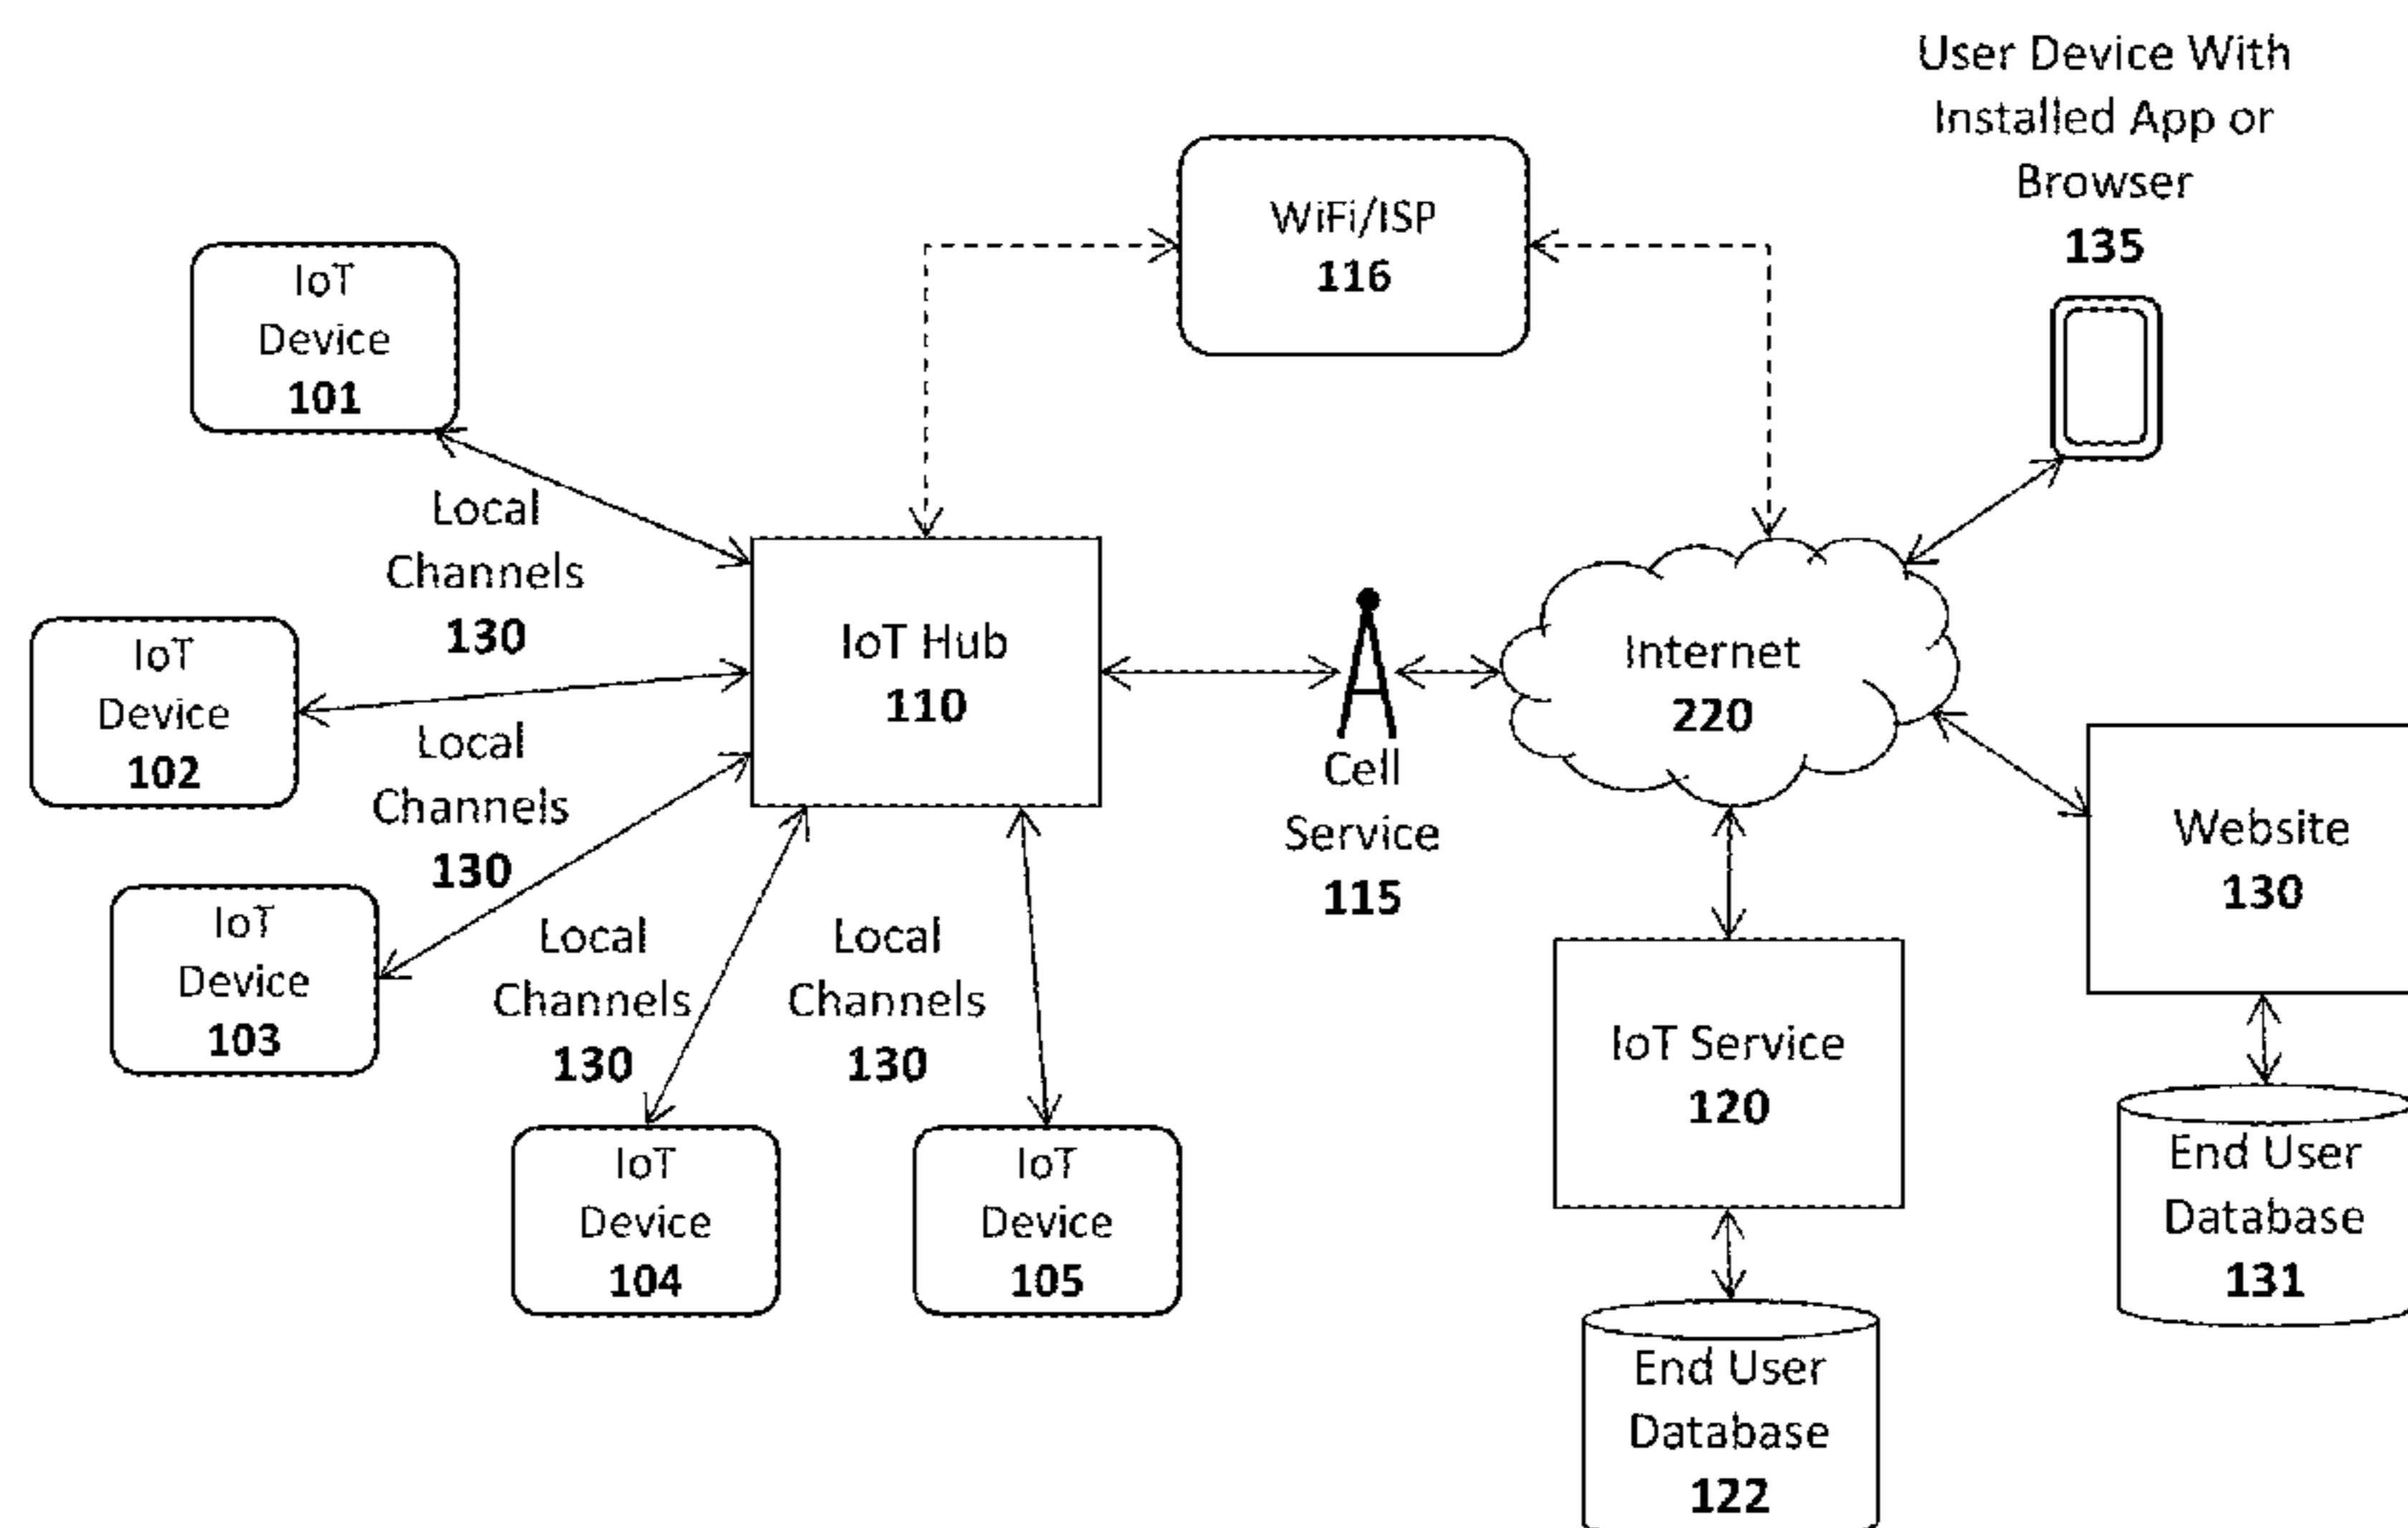 User Device With
Installed App or
Browser
135
WiFi/ISP
116
IoT
Device
101
Local
Channels
130
IoT
Device
102
IoT Hub
110
Internet
220
Local
Channels
130
Cell
Service
115
Website
130
IoT
Device
103
Local
Channels
130
Local
Channels
130
IoT Service
120
IoT
Device
104
IoT
Device
105
End User
Database
131
End User
Database
122